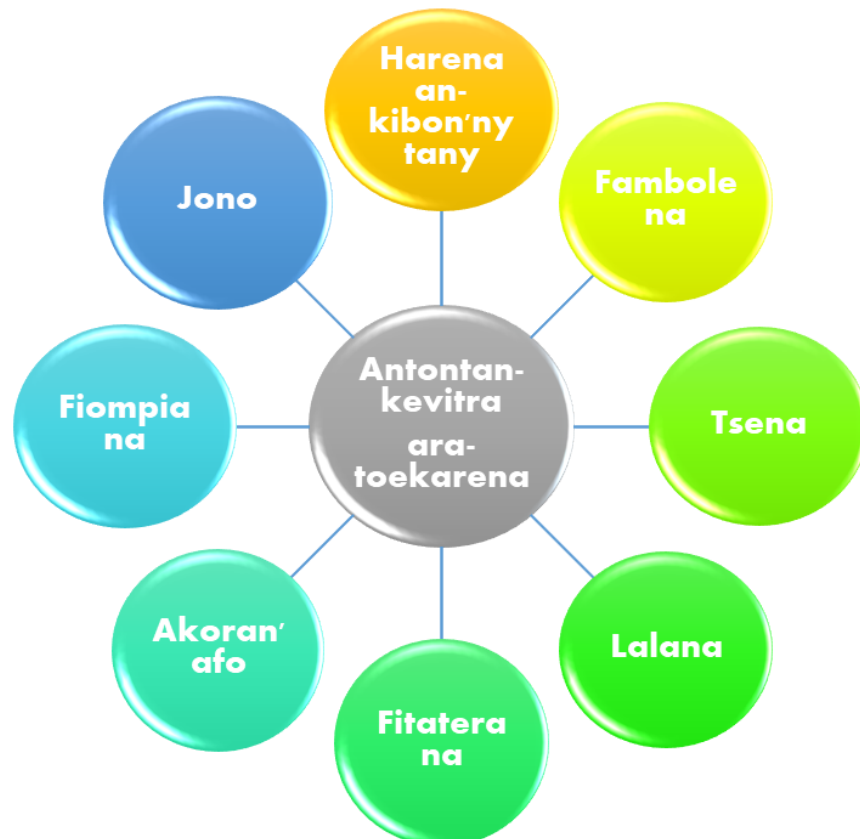 Harena
an-
kibon'ny
tany
Fambole
na
Tsena
Lalana
Fitatera
na
Akoran'
afo
Fiompia
na
Jono
Antontan-
kevitra
ara-
toekarena